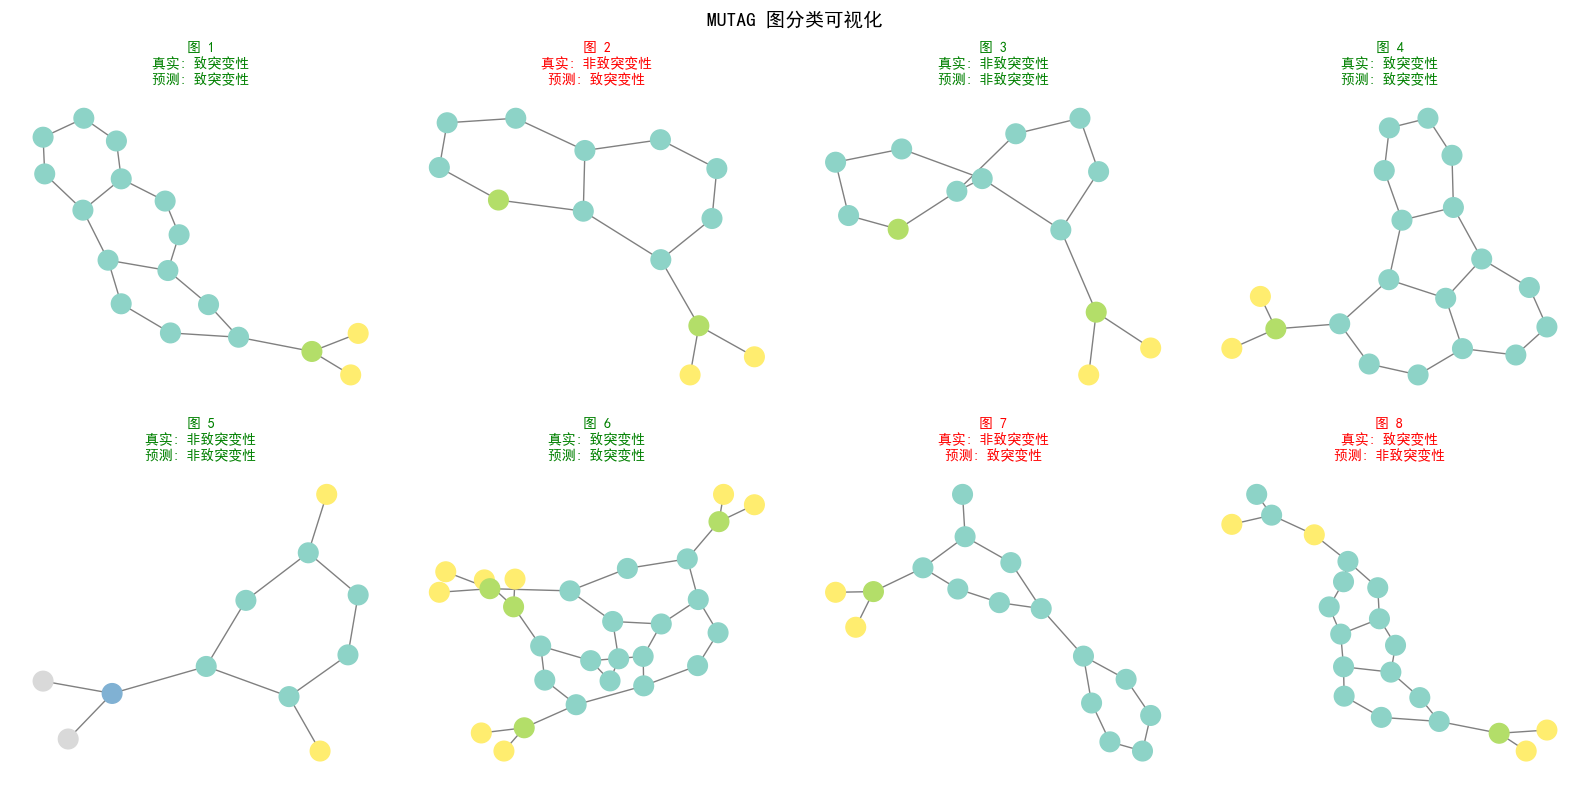 MUTAG 图分类可视化
图 1
真实: 致突变性
预测: 致突变性
图 2
真实: 非致突变性
预测: 致突变性
图 3
真实: 非致突变性
预测: 非致突变性
图 4
真实: 致突变性
预测: 致突变性
图 5
真实: 非致突变性
预测: 非致突变性
图 6
真实: 致突变性
预测: 致突变性
图 7
真实: 非致突变性
预测: 致突变性
图 8
真实: 致突变性
预测: 非致突变性